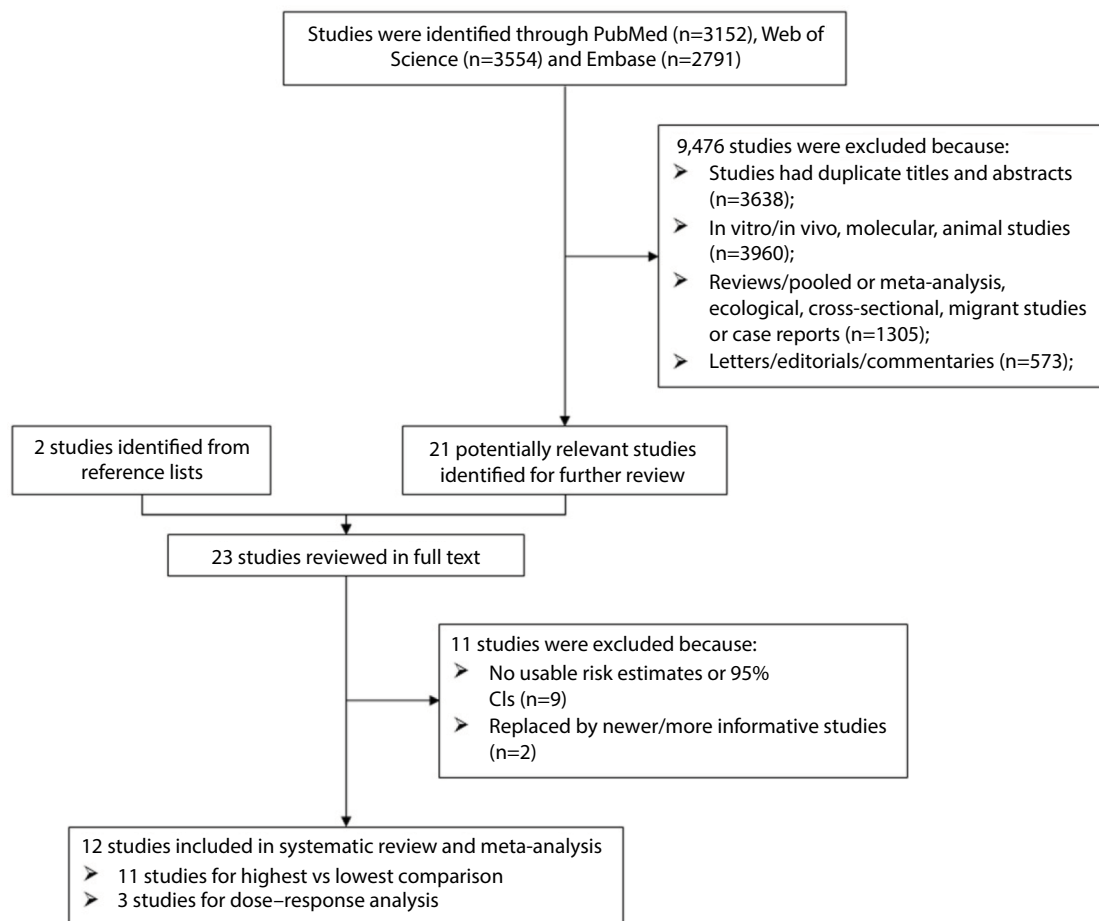 Studies were identified through PubMed (n=3152), Web of
Science (n=3554) and Embase (n=2791)
9,476 studies were excluded because:
➢ Studies had duplicate titles and abstracts
(n=3638);
➢ In vitro/in vivo, molecular, animal studies
(n=3960);
➢ Reviews/pooled or meta-analysis,
ecological, cross-sectional, migrant studies
or case reports (n=1305);
➢ Letters/editorials/commentaries (n=573);
2 studies identified from
reference lists
21 potentially relevant studies
identified for further review
23 studies reviewed in full text
11 studies were excluded because:
➢ No usable risk estimates or 95%
CIs (n=9)
➢ Replaced by newer/more informative studies
(n=2)
12 studies included in systematic review and meta-analysis
➢ 11 studies for highest vs lowest comparison
➢ 3 studies for dose–response analysis